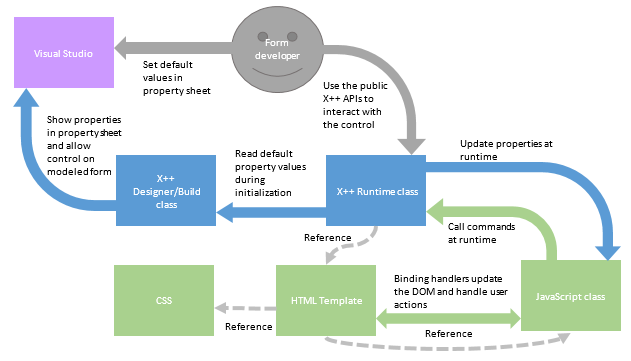 Visual Studio
Form
developer
Set default
values in
property sheet
Use the public
X++ APIs to
interact with
the control
Show properties
in property sheet
and allow
control on
modeled form
Update properties at
runtime
X++
Designer/Build
class
Read default
property values
during
initialization
X++ Runtime class
Call commands
at runtime
Reference
CSS
Reference
HTML Template
Binding handlers update
the DOM and handle user
actions
Reference
JavaScript class